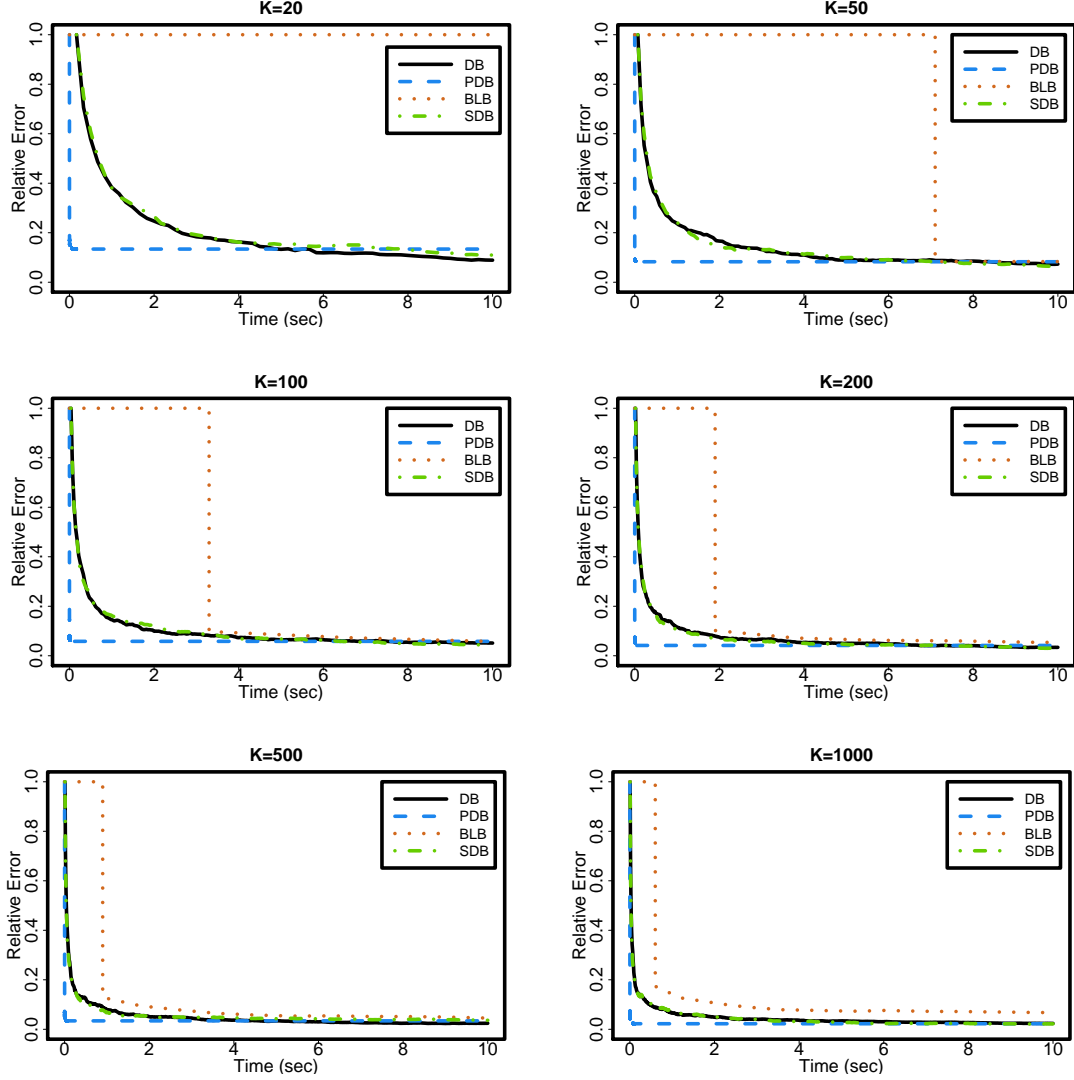 K=20
1.0
0.8
0.6
0.4
0.2
0.0
Relative Error
DB
PDB
BLB
SDB
0 2 4 6 8 10
Time (sec)
K=50
1.0
0.8
0.6
0.4
0.2
0.0
Relative Error
DB
PDB
BLB
SDB
0 2 4 6 8 10
Time (sec)
K=100
1.0
0.8
0.6
0.4
0.2
0.0
Relative Error
DB
PDB
BLB
SDB
0 2 4 6 8 10
Time (sec)
K=200
1.0
0.8
0.6
0.4
0.2
0.0
Relative Error
DB
PDB
BLB
SDB
0 2 4 6 8 10
Time (sec)
K=500
1.0
0.8
0.6
0.4
0.2
0.0
Relative Error
DB
PDB
BLB
SDB
0 2 4 6 8 10
Time (sec)
K=1000
1.0
0.8
0.6
0.4
0.2
0.0
Relative Error
DB
PDB
BLB
SDB
0 2 4 6 8 10
Time (sec)